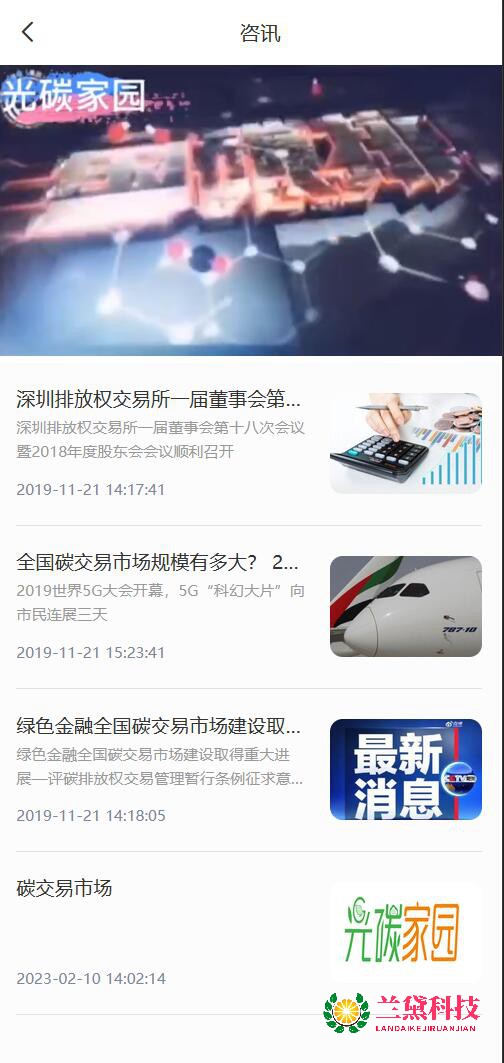 咨讯
光碳家园
深圳排放权交易所一届董事会第...
深圳排放权交易所一届董事会第十八次会议
暨2018年度股东会会议顺利召开
2019-11-21 14:17:41
全国碳交易市场规模有多大？ 2...
2019世界5G大会开幕，5G“科幻大片”向
市民连展三天
2019-11-21 15:23:41
787-10
绿色金融全国碳交易市场建设取...
绿色金融全国碳交易市场建设取得重大进
展—评碳排放权交易管理暂行条例征求意...
2019-11-21 14:18:05
最新
消息
碳交易市场
2023-02-10 14:02:14
光碳家园
兰黛科技
LANDAIKEJIRUANJIAN